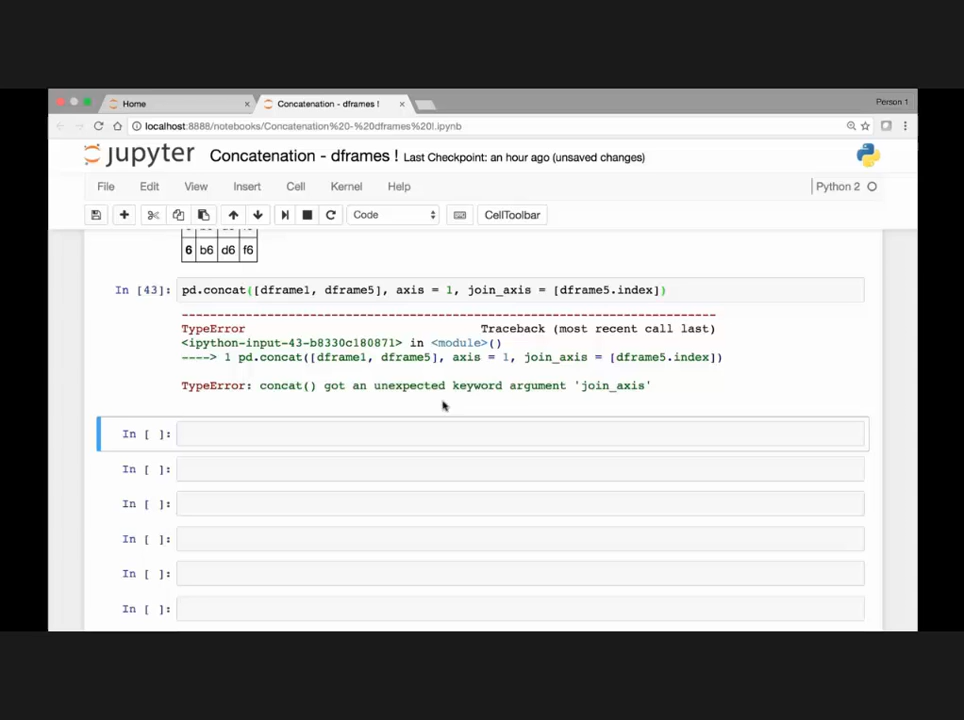 Home
Concatenation - dframes !
Person 1
localhost:8888/notebooks/Concatenation%20-%20dframes%20!.ipynb
jupyter Concatenation - dframes ! Last Checkpoint: an hour ago (unsaved changes)
File Edit View Insert Cell Kernel Help Python 2
Code CellToolbar
6 b6 d6 f6
In [43]: pd.concat([dframe1, dframe5], axis = 1, join_axis = [dframe5.index])
---------------------------------------------------------------------------
TypeError Traceback (most recent call last)
<ipython-input-43-b8330c180871> in <module>()
----> 1 pd.concat([dframe1, dframe5], axis = 1, join_axis = [dframe5.index])
TypeError: concat() got an unexpected keyword argument 'join_axis'
In [ ]:
In [ ]:
In [ ]:
In [ ]:
In [ ]:
In [ ]: